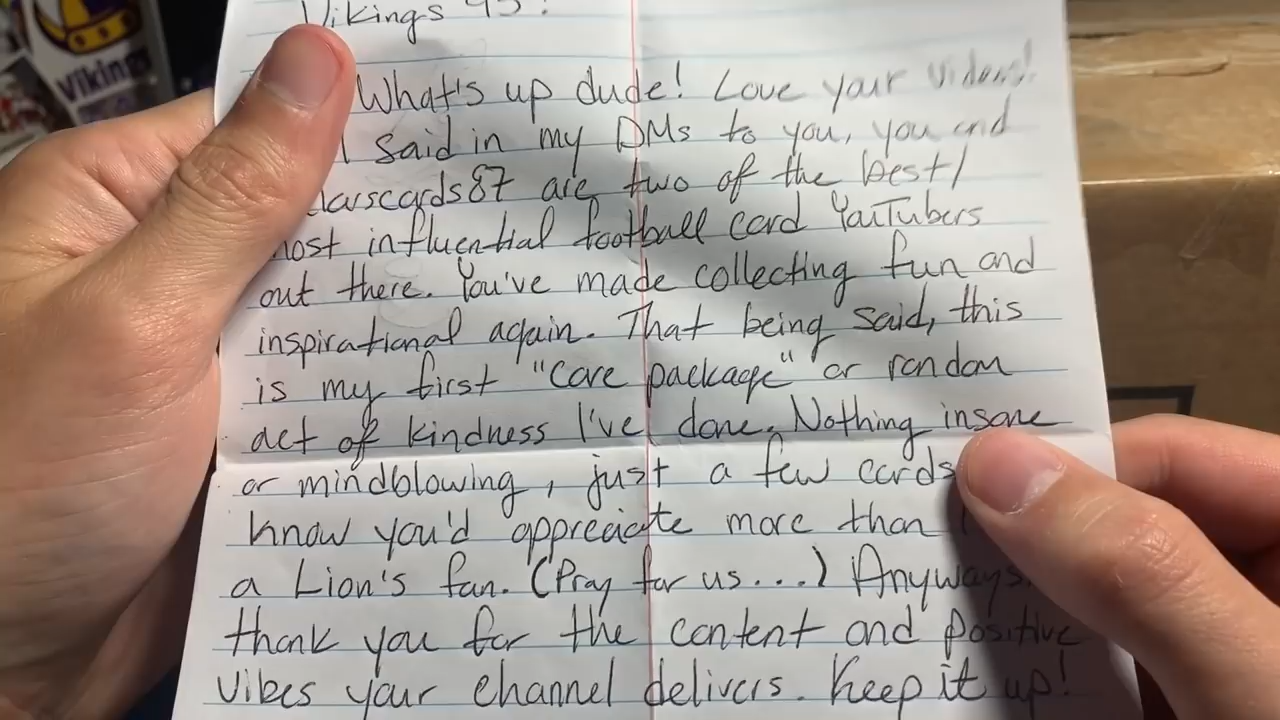 Vikings
Viking
What's up dude! Love your videos!
I said in my DMs to you, you and
larscards87 are two of the best/
most influential football card YouTubers
out there. You've made collecting fun and
inspirational again. That being said, this
is my first "care package" or random
act of kindness I've done. Nothing insane
or mindblowing, just a few cards
know you'd appreciate more than I
a Lion's fan. (Pray for us...) Anyways.
thank you for the content and positive
vibes your channel delivers. Keep it up!